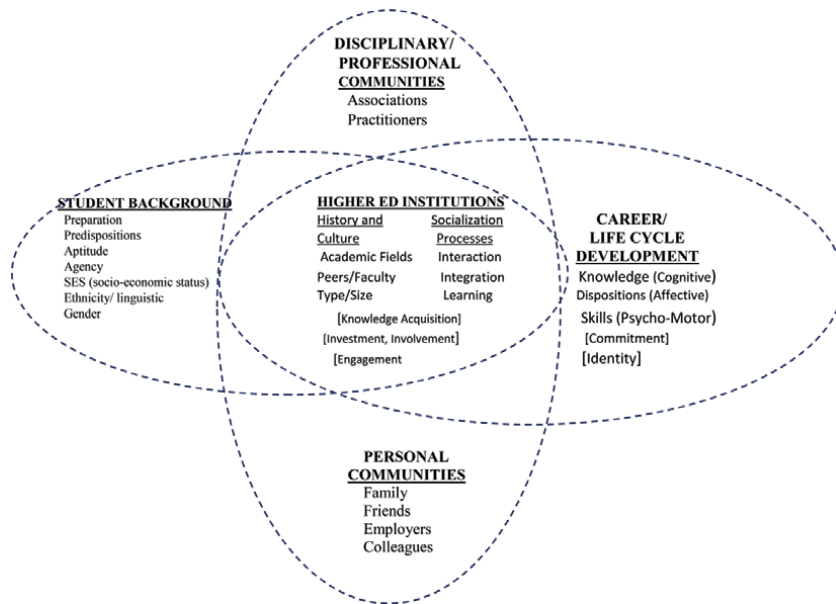 DISCIPLINARY/
PROFESSIONAL
COMMUNITIES
Associations
Practitioners
STUDENT BACKGROUND
Preparation
Predispositions
Aptitude
Agency
SES (socio-economic status)
Ethnicity/ linguistic
Gender
HIGHER ED INSTITUTIONS
History and
Culture
Academic Fields
Peers/Faculty
Type/Size
Socialization
Processes
Interaction
Integration
Learning
[Knowledge Acquisition]
[Investment, Involvement]
[Engagement
CAREER/
LIFE CYCLE
DEVELOPMENT
Knowledge (Cognitive)
Dispositions (Affective)
Skills (Psycho-Motor)
[Commitment]
[Identity]
PERSONAL
COMMUNITIES
Family
Friends
Employers
Colleagues